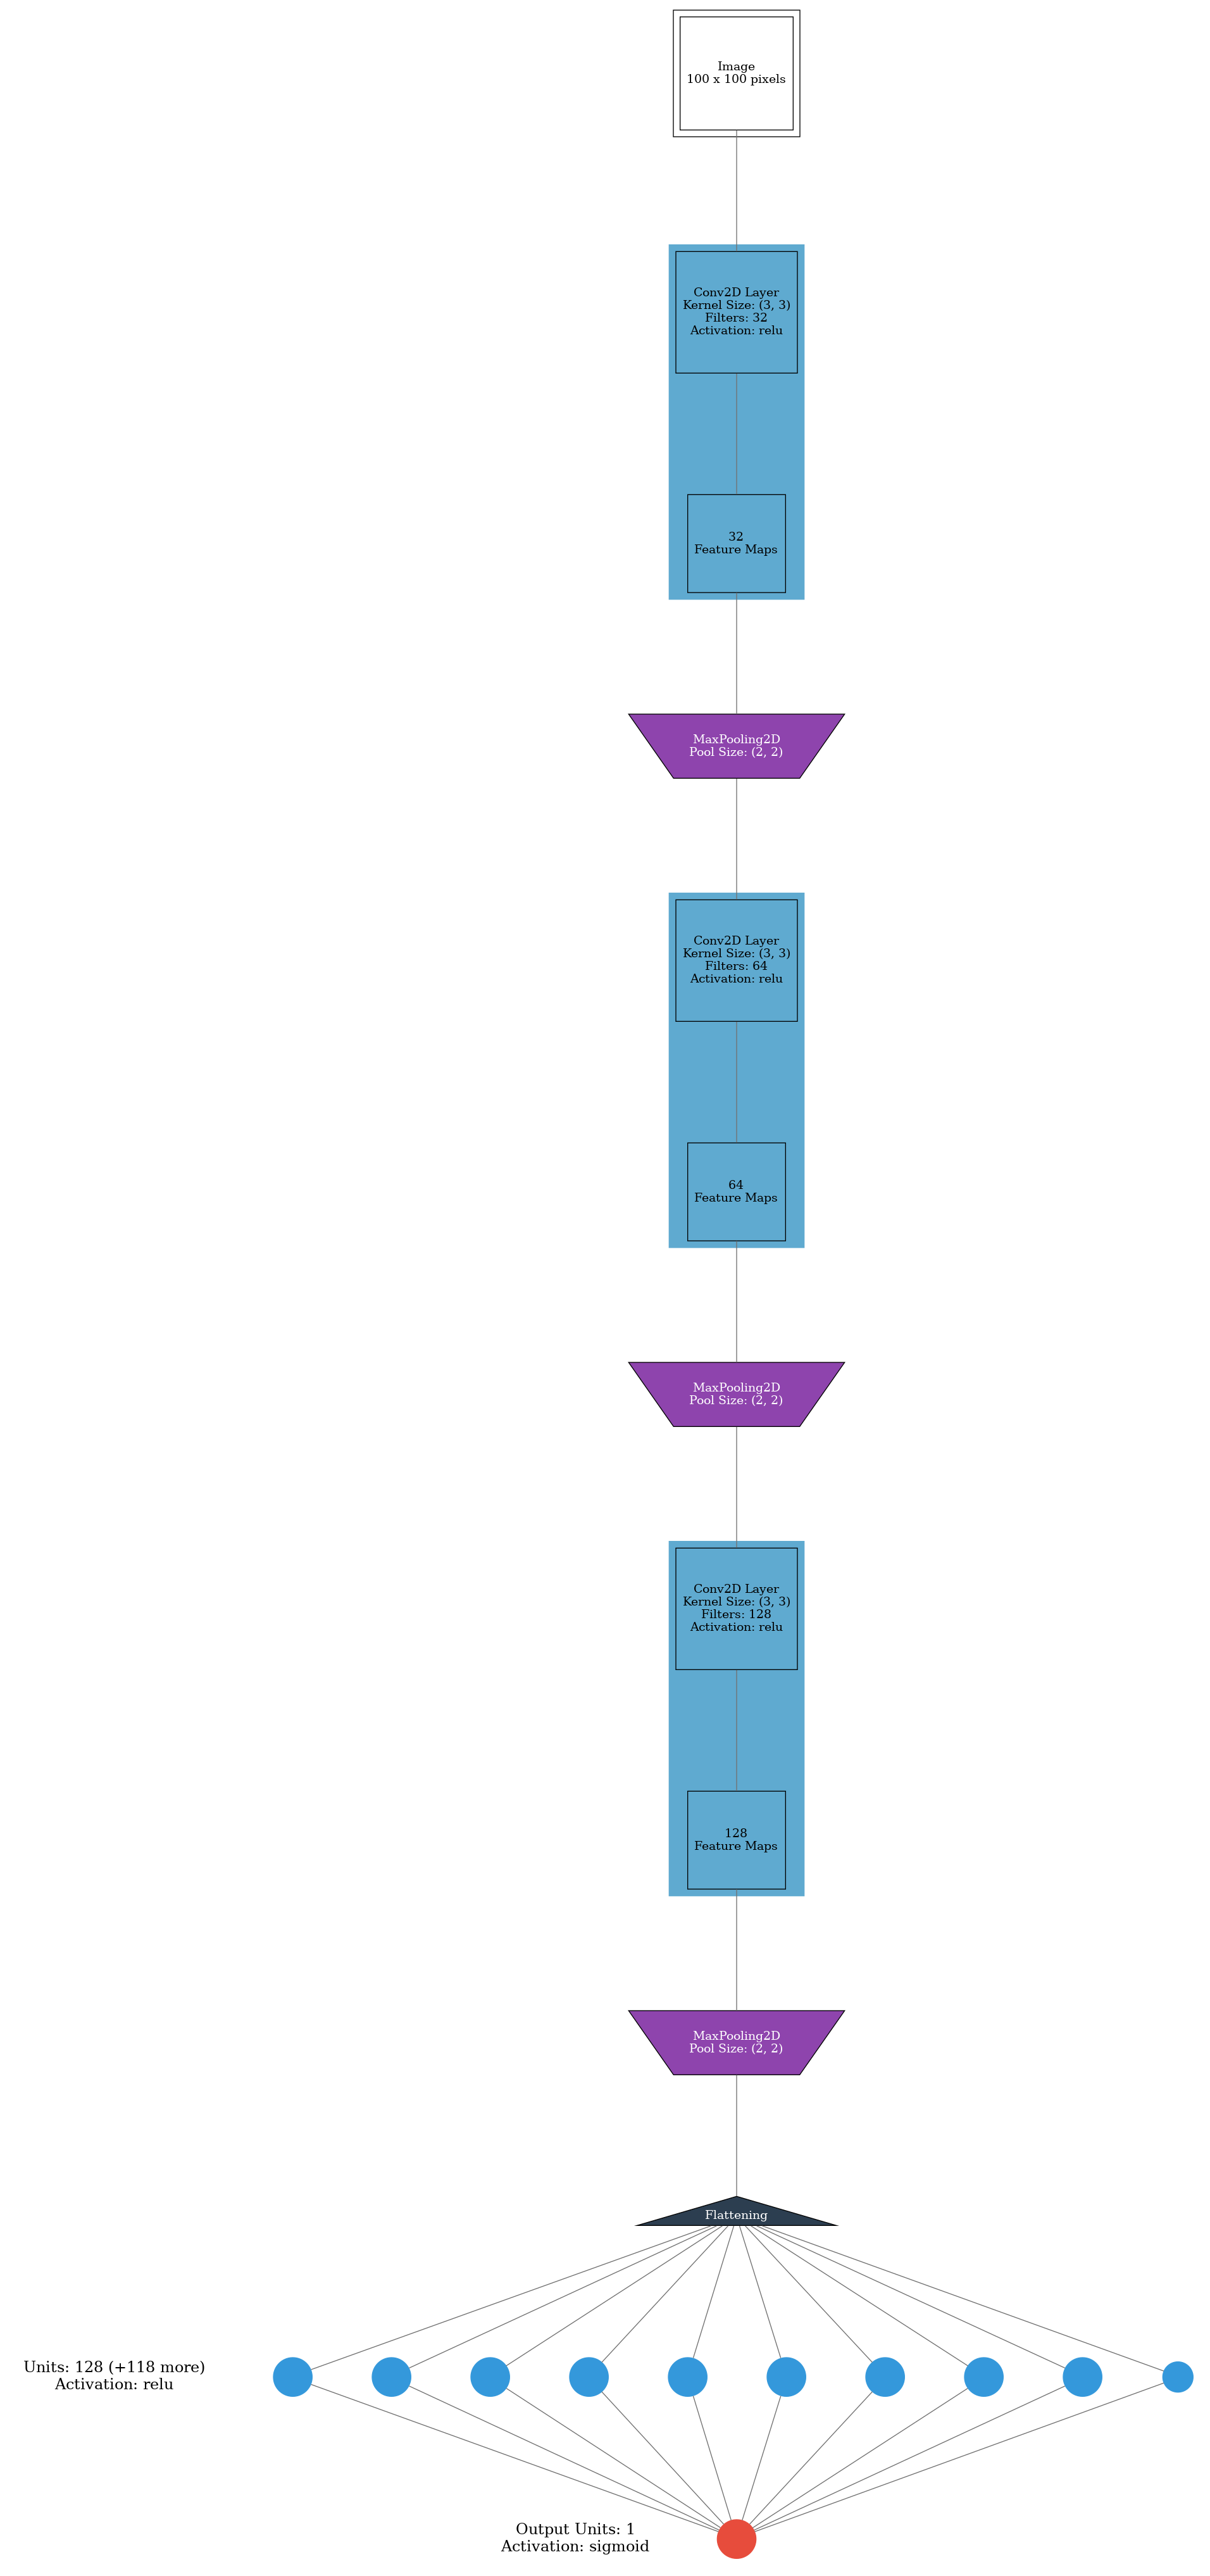 Image
100 x 100 pixels
Conv2D Layer
Kernel Size: (3, 3)
Filters: 32
Activation: relu
32
Feature Maps
MaxPooling2D
Pool Size: (2, 2)
Conv2D Layer
Kernel Size: (3, 3)
Filters: 64
Activation: relu
64
Feature Maps
MaxPooling2D
Pool Size: (2, 2)
Conv2D Layer
Kernel Size: (3, 3)
Filters: 128
Activation: relu
128
Feature Maps
MaxPooling2D
Pool Size: (2, 2)
Flattening
Units: 128 (+118 more)
Activation: relu
Output Units: 1
Activation: sigmoid